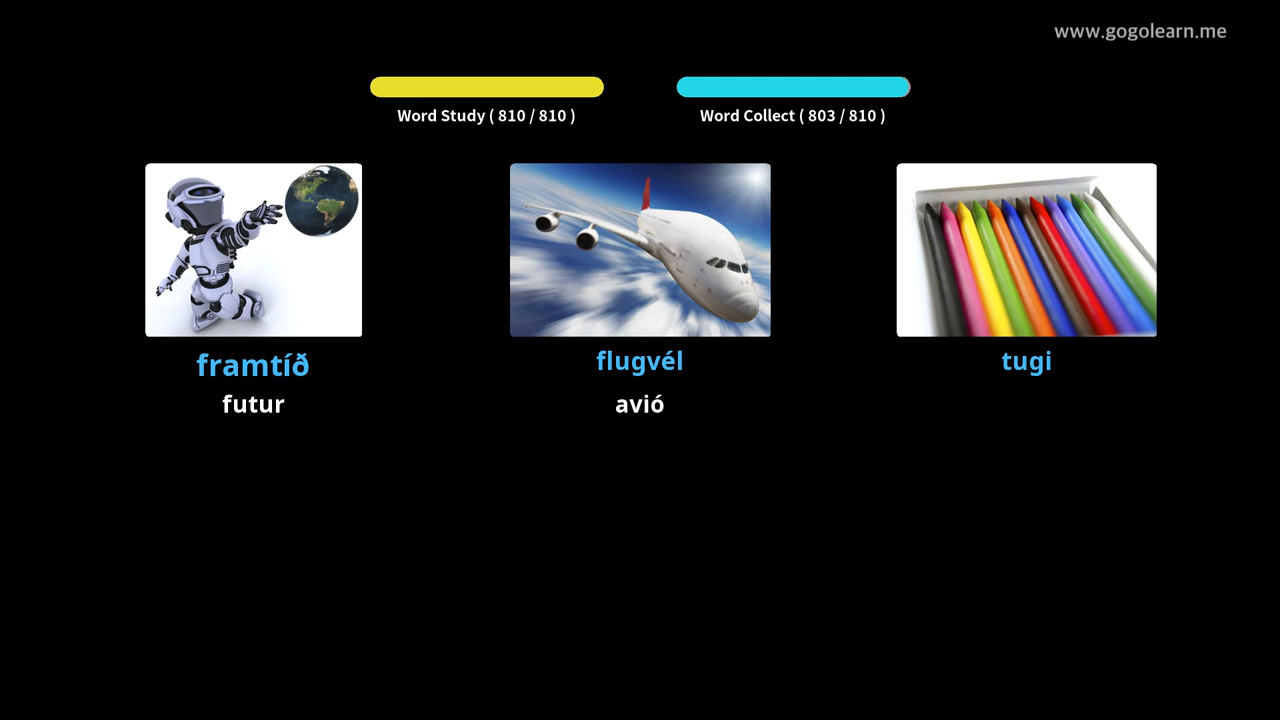 www.gogolearn.me
Word Study ( 810 / 810 )
Word Collect ( 803 / 810 )
framtíð
flugvél
tugi
futur
avió